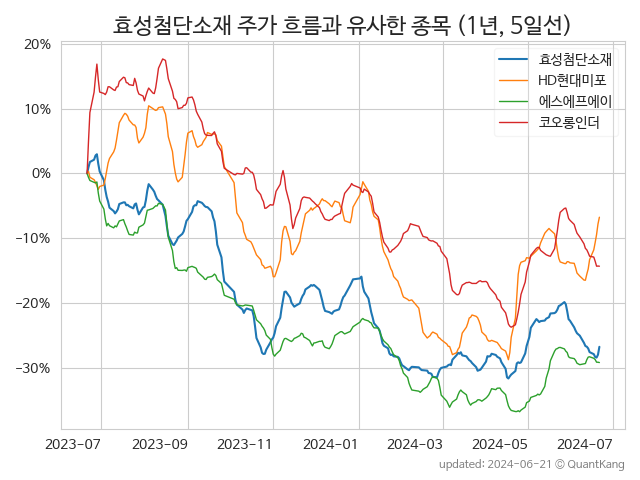 효성첨단소재 주가 흐름과 유사한 종목 (1년, 5일선)
20%
10%
0%
−10%
−20%
−30%
효성첨단소재
HD현대미포
에스에프에이
코오롱인더
2023-07 2023-09 2023-11 2024-01 2024-03 2024-05 2024-07
updated: 2024-06-21 © QuantKang